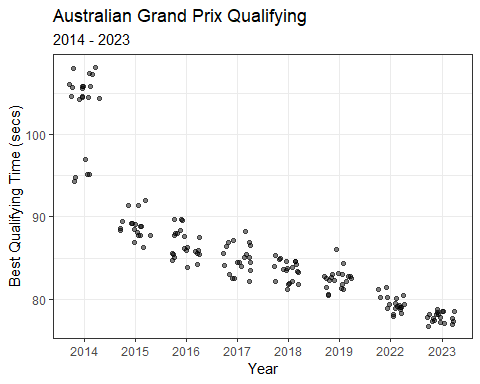 Australian Grand Prix Qualifying
2014 - 2023
Best Qualifying Time (secs)
100
90
80
2014 2015 2016 2017 2018 2019 2022 2023
Year